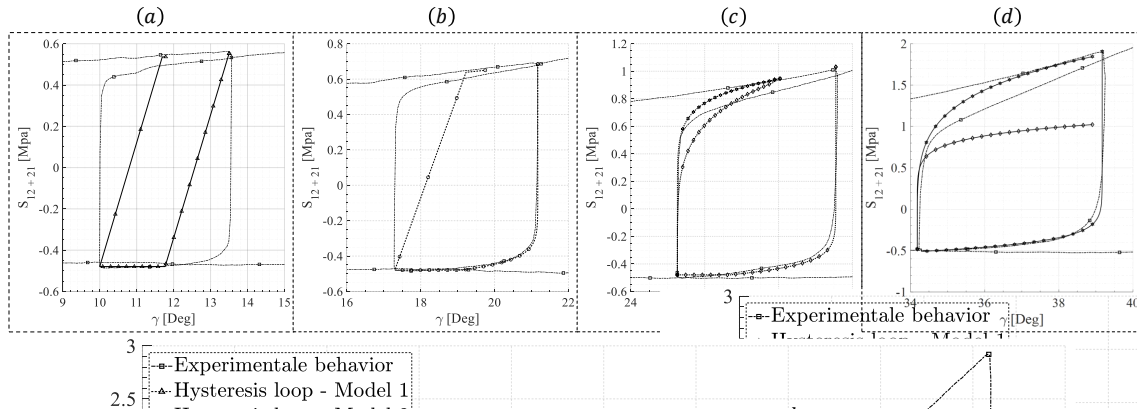 (a) (b) (c) (d)
0.6 0.4 0.2 0 -0.2 -0.4 -0.6
S12 + 21 [Mpa]
9 10 11 12 13 14 15
γ [Deg]
0.8 0.6 0.4 0.2 0 -0.2 -0.4 -0.6
S12 + 21 [Mpa]
16 18 20 22
γ [Deg]
1.2 1 0.8 0.6 0.4 0.2 0 -0.2 -0.4 -0.6
S12 + 21 [Mpa]
24
2 1.5 1 0.5 0 -0.5 -1
S12 + 21 [Mpa]
34 36 38 40
γ [Deg]
3
Experimentale behavior
Hysteresis loop - Model 1
3
Experimentale behavior
Hysteresis loop - Model 1
2.5